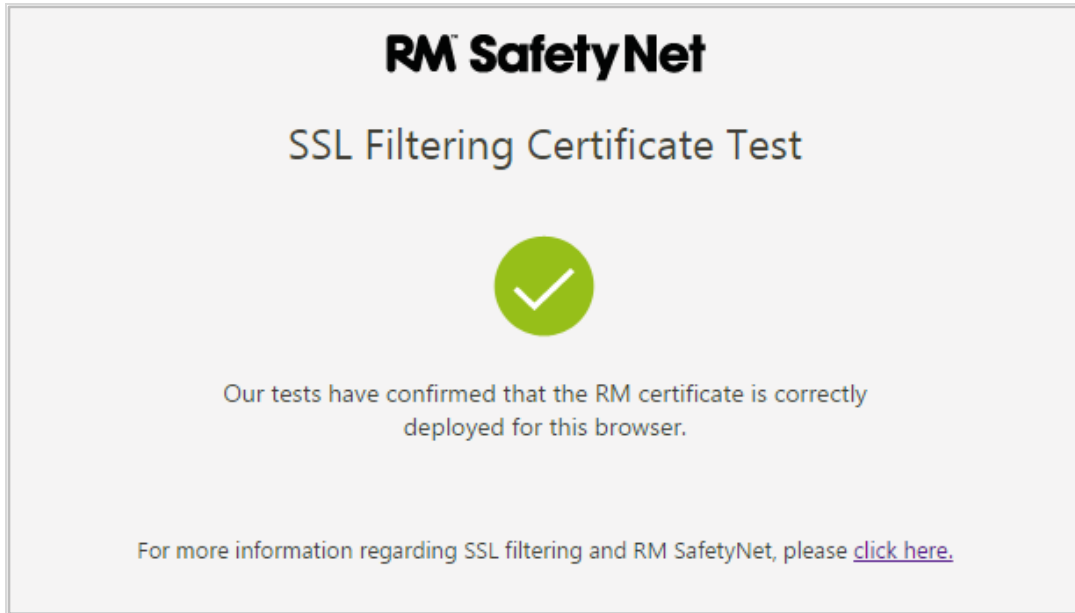 RM™ SafetyNet
SSL Filtering Certificate Test
Our tests have confirmed that the RM certificate is correctly
deployed for this browser.
For more information regarding SSL filtering and RM SafetyNet, please click here.